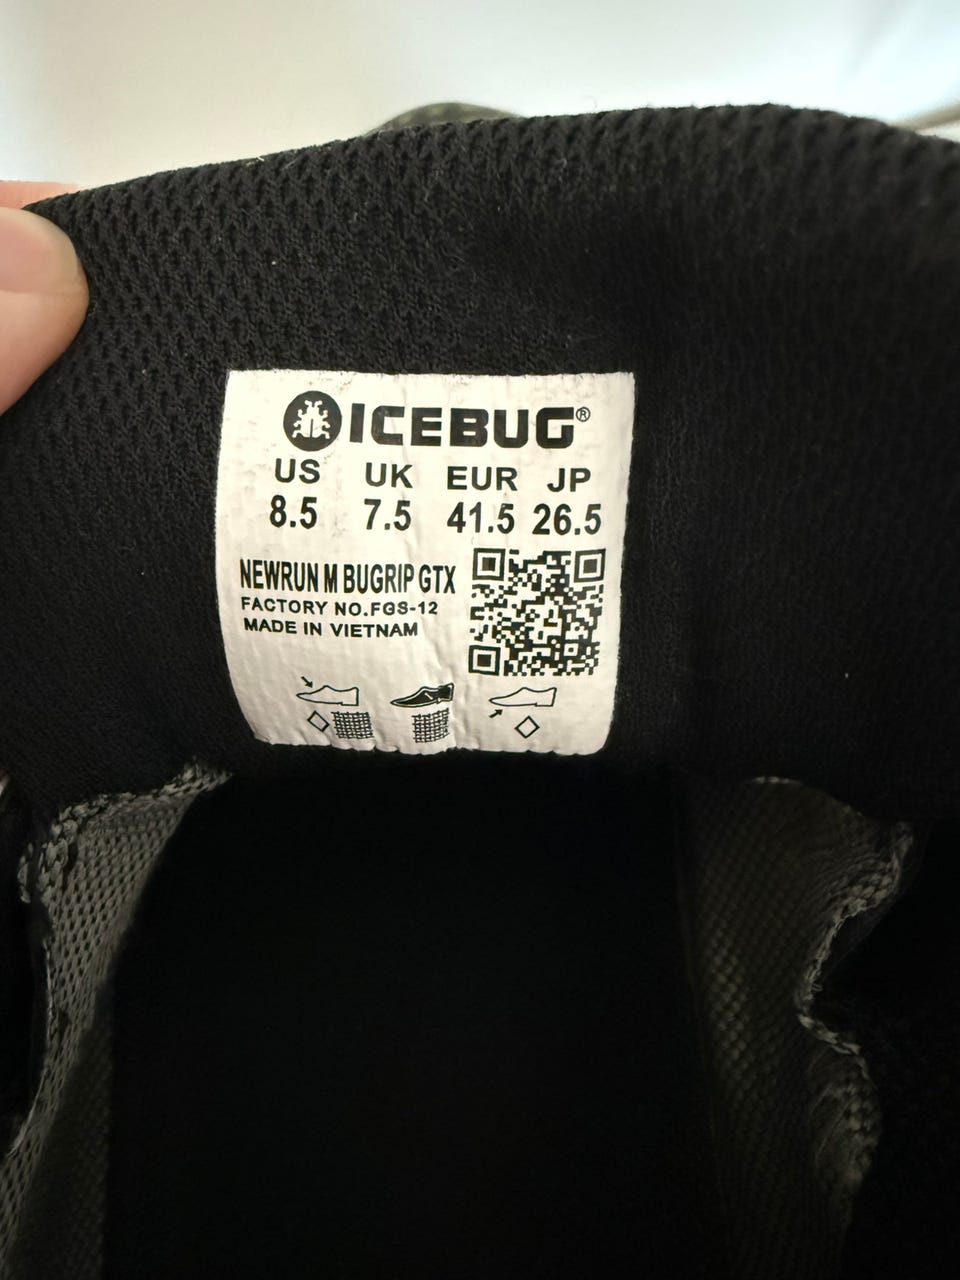 ICEBUG®
US UK EUR JP
8.5 7.5 41.5 26.5
NEWRUN M BUGRIP GTX
FACTORY NO.FGS-12
MADE IN VIETNAM